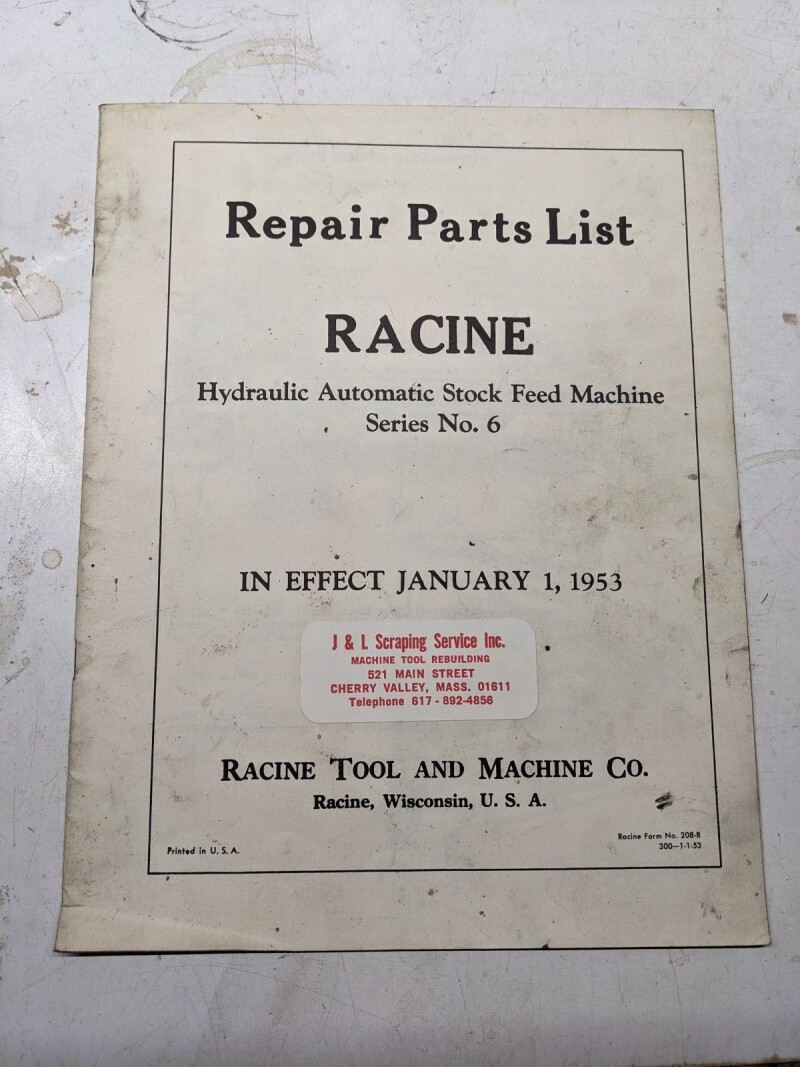 Repair Parts List
RACINE
Hydraulic Automatic Stock Feed Machine
Series No. 6
IN EFFECT JANUARY 1, 1953
J & L Scraping Service Inc.
MACHINE TOOL REBUILDING
521 MAIN STREET
CHERRY VALLEY, MASS. 01611
Telephone 617 - 892-4856
RACINE TOOL AND MACHINE CO.
Racine, Wisconsin, U. S. A.
Racine Form No. 208-B
300—1-1-53
Printed in U. S. A.